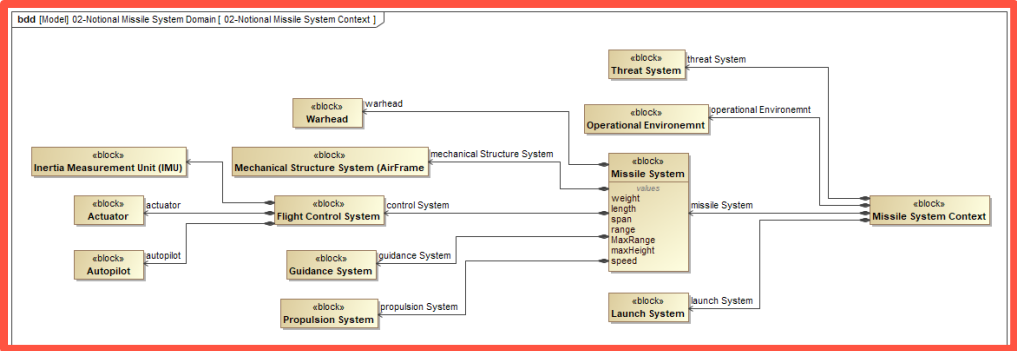 bdd [Model] 02-Notional Missile System Domain [ 02-Notional Missile System Context ]
«block»
Threat System
threat System
«block»
Warhead
warhead
«block»
Operational Environemnt
operational Environemnt
«block»
Inertia Measurement Unit (IMU)
«block»
Mechanical Structure System (AirFrame
mechanical Structure System
«block»
Missile System
values
weight
length
span
range
MaxRange
maxHeight
speed
missile System
«block»
Missile System Context
«block»
Actuator
actuator
«block»
Flight Control System
control System
«block»
Autopilot
autopilot
«block»
Guidance System
guidance System
«block»
Propulsion System
propulsion System
«block»
Launch System
launch System